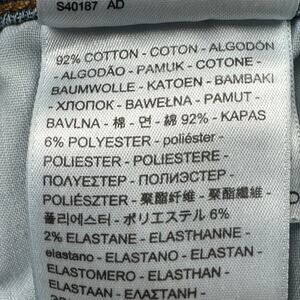 S40187 AD
92% COTTON - COTON - ALGODÓN
- ALGODÃO - PAMUK - COTONE -
BAUMWOLLE - KATOEN - BAMBAKI
- ХЛОПОК - BAWEŁNA - PAMUT -
BAVLNA - 棉 - 면 - 綿 92% - KAPAS
6% POLYESTER - poliéster -
POLIESTER - POLIESTERE -
ПОЛYEΣTEP - ПОЛИЭСТЕР -
POLIÉSZTER - 聚酯纤维 - 聚酯纖維 -
폴리에스터 - ポリエステル 6%
2% ELASTANE - ELASTHANNE -
elastano - ELASTANO - ELASTAN -
ELASTOMERO - ELASTHAN -
ELASTAAN - ΕΛΑΣΤΑΝΗ -